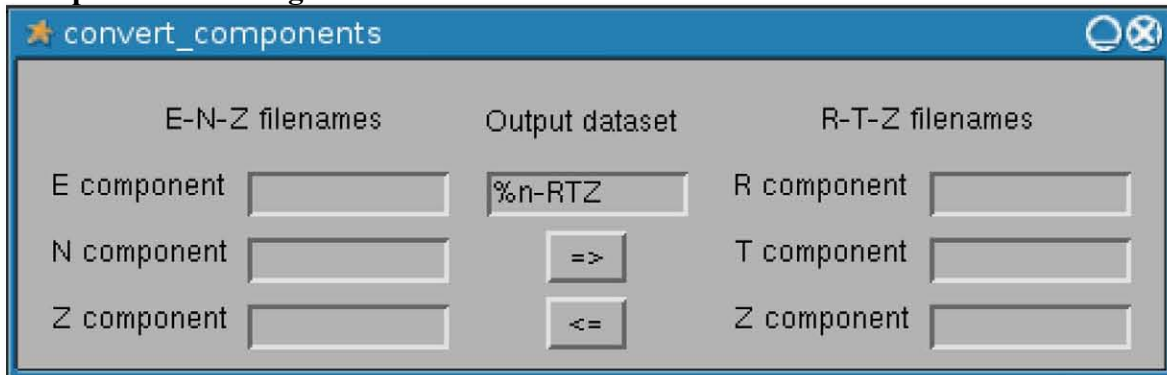 convert_components
E-N-Z filenames Output dataset R-T-Z filenames
E component %n-RTZ R component
N component => T component
Z component <= Z component